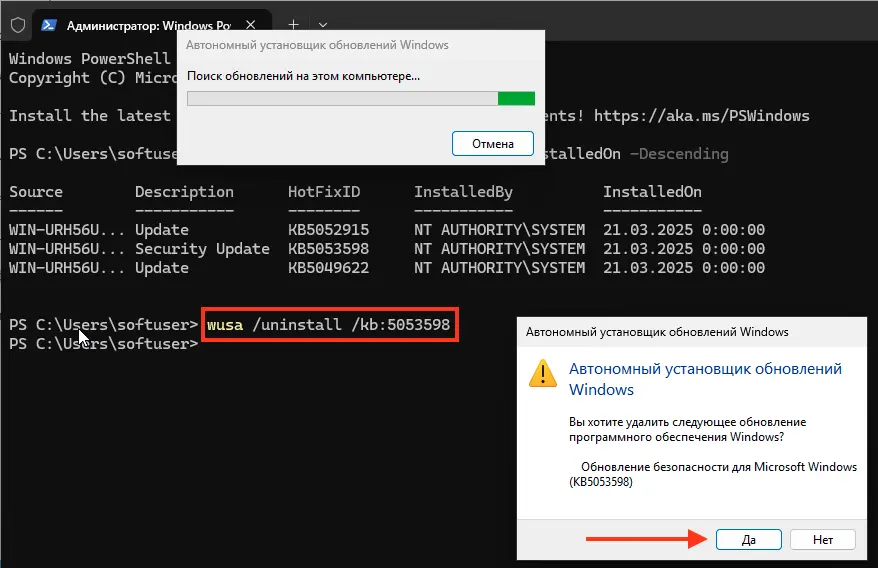 Администратор: Windows Po
Автономный установщик обновлений Windows
Поиск обновлений на этом компьютере...
Отмена
Windows PowerShell
Copyright (C) Micro
Install the latest ents! https://aka.ms/PSWindows
PS C:\Users\softuse stalledOn -Descending
Source Description HotFixID InstalledBy InstalledOn
------ ----------- -------- ----------- -----------
WIN-URH56U... Update KB5052915 NT AUTHORITY\SYSTEM 21.03.2025 0:00:00
WIN-URH56U... Security Update KB5053598 NT AUTHORITY\SYSTEM 21.03.2025 0:00:00
WIN-URH56U... Update KB5049622 NT AUTHORITY\SYSTEM 21.03.2025 0:00:00
PS C:\Users\softuser> wusa /uninstall /kb:5053598
PS C:\Users\softuser>
Автономный установщик обновлений Windows
Автономный установщик обновлений
Windows
Вы хотите удалить следующее обновление
программного обеспечения Windows?
Обновление безопасности для Microsoft Windows
(KB5053598)
Да Нет